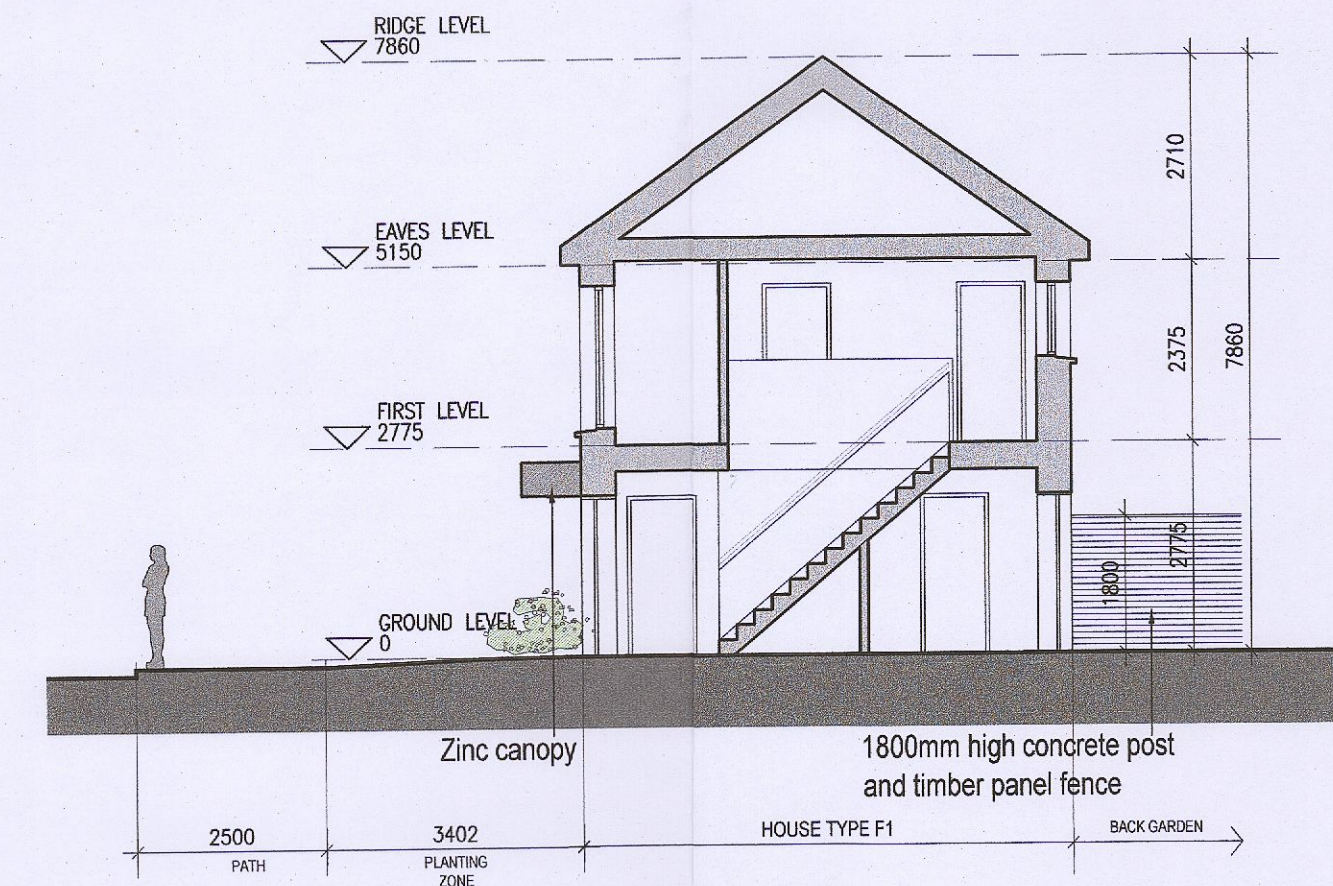 RIDGE LEVEL
7860
2710
EAVES LEVEL
5150
2375
7860
FIRST LEVEL
2775
2775
1800
GROUND LEVEL
0
Zinc canopy
1800mm high concrete post
and timber panel fence
2500
PATH
3402
PLANTING
ZONE
HOUSE TYPE F1
BACK GARDEN